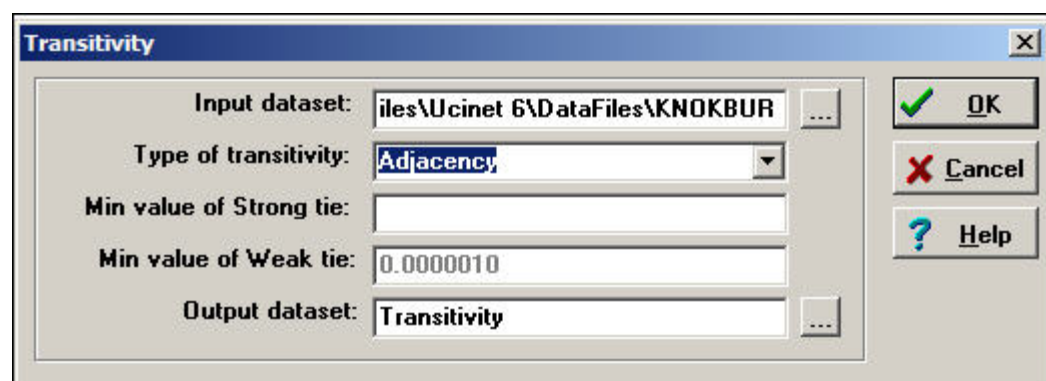 Transitivity
Input dataset: iles\Ucinet 6\DataFiles\KNOKBUR ...
Type of transitivity: Adjacency
Min value of Strong tie:
Min value of Weak tie: 0.0000010
Output dataset: Transitivity ...
OK
Cancel
Help